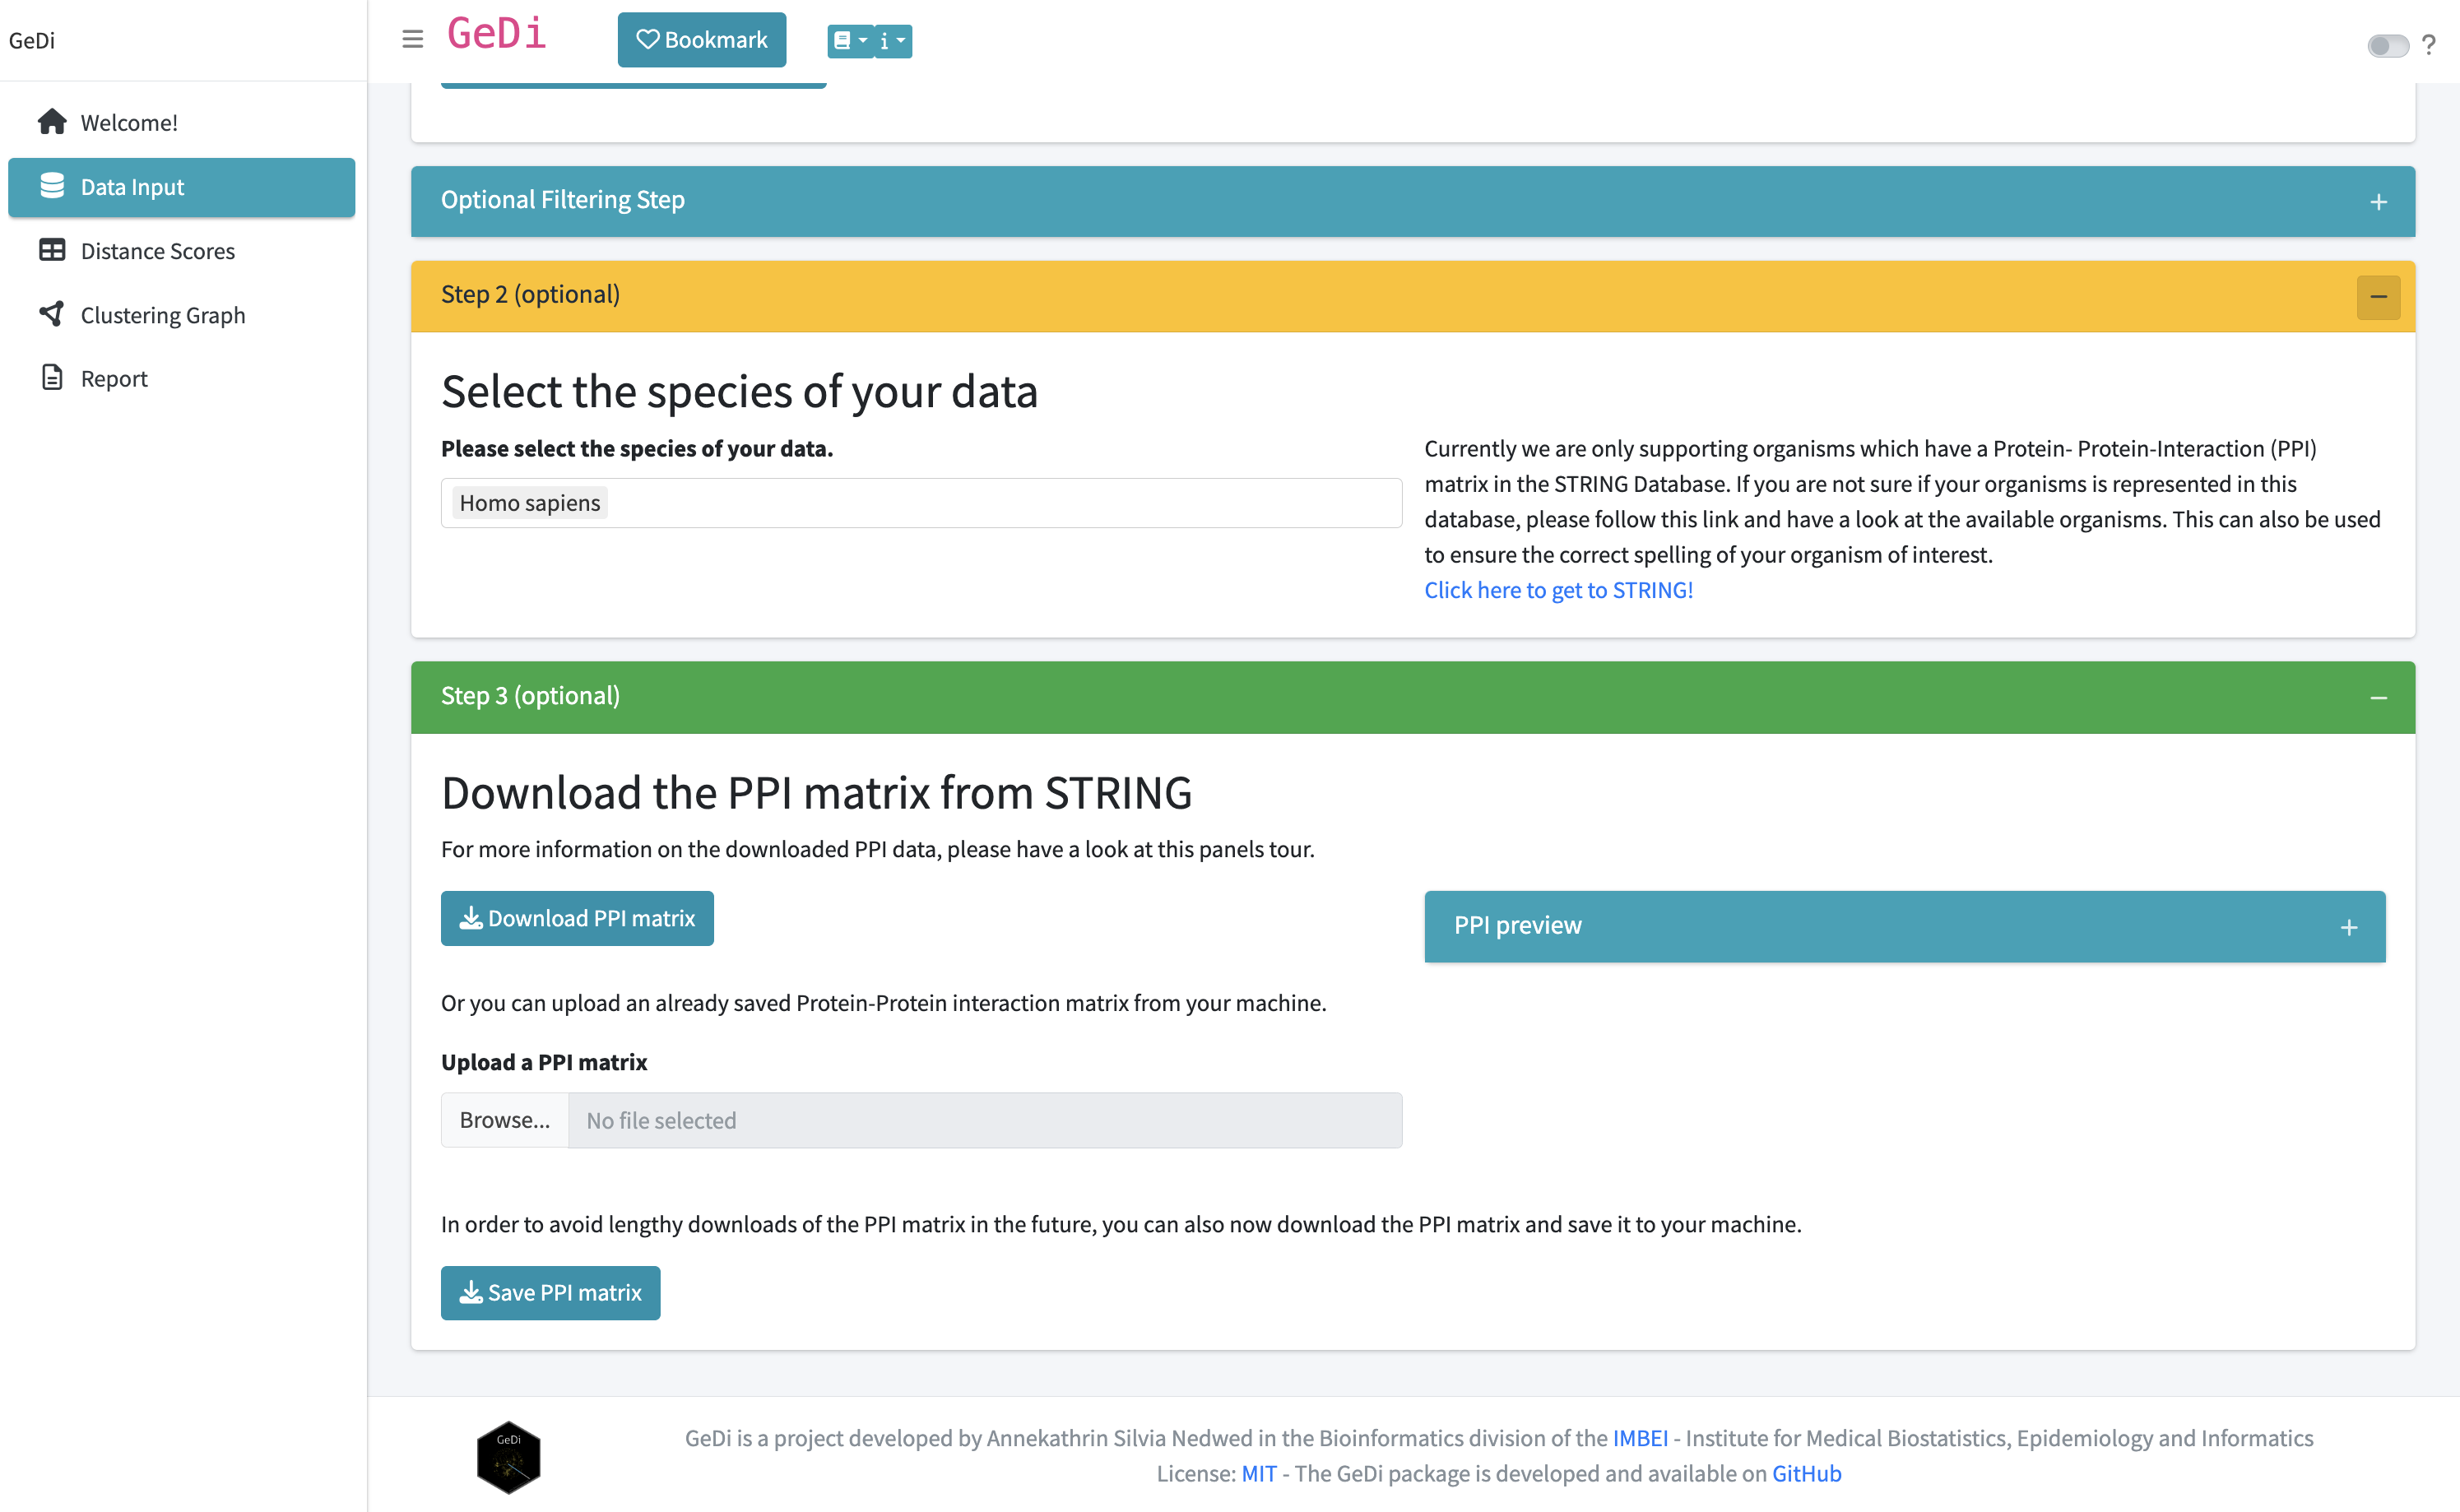 GeDi
GeDi
Bookmark
i
?
Welcome!
Data Input
Distance Scores
Clustering Graph
Report
Optional Filtering Step
Step 2 (optional)
Select the species of your data
Please select the species of your data.
Homo sapiens
Currently we are only supporting organisms which have a Protein- Protein-Interaction (PPI)
matrix in the STRING Database. If you are not sure if your organisms is represented in this
database, please follow this link and have a look at the available organisms. This can also be used
to ensure the correct spelling of your organism of interest.
Click here to get to STRING!
Step 3 (optional)
Download the PPI matrix from STRING
For more information on the downloaded PPI data, please have a look at this panels tour.
Download PPI matrix
PPI preview
Or you can upload an already saved Protein-Protein interaction matrix from your machine.
Upload a PPI matrix
Browse...
No file selected
In order to avoid lengthy downloads of the PPI matrix in the future, you can also now download the PPI matrix and save it to your machine.
Save PPI matrix
GeDi
GeDi is a project developed by Annekathrin Silvia Nedwed in the Bioinformatics division of the IMBEI - Institute for Medical Biostatistics, Epidemiology and Informatics
License: MIT - The GeDi package is developed and available on GitHub